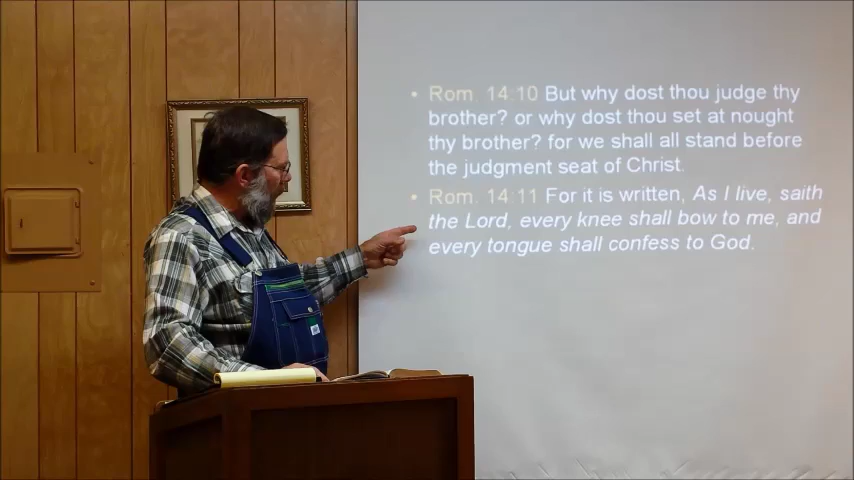 • Rom. 14:10 But why dost thou judge thy
brother? or why dost thou set at nought
thy brother? for we shall all stand before
the judgment seat of Christ.
• Rom. 14:11 For it is written, As I live, saith
the Lord, every knee shall bow to me, and
every tongue shall confess to God.